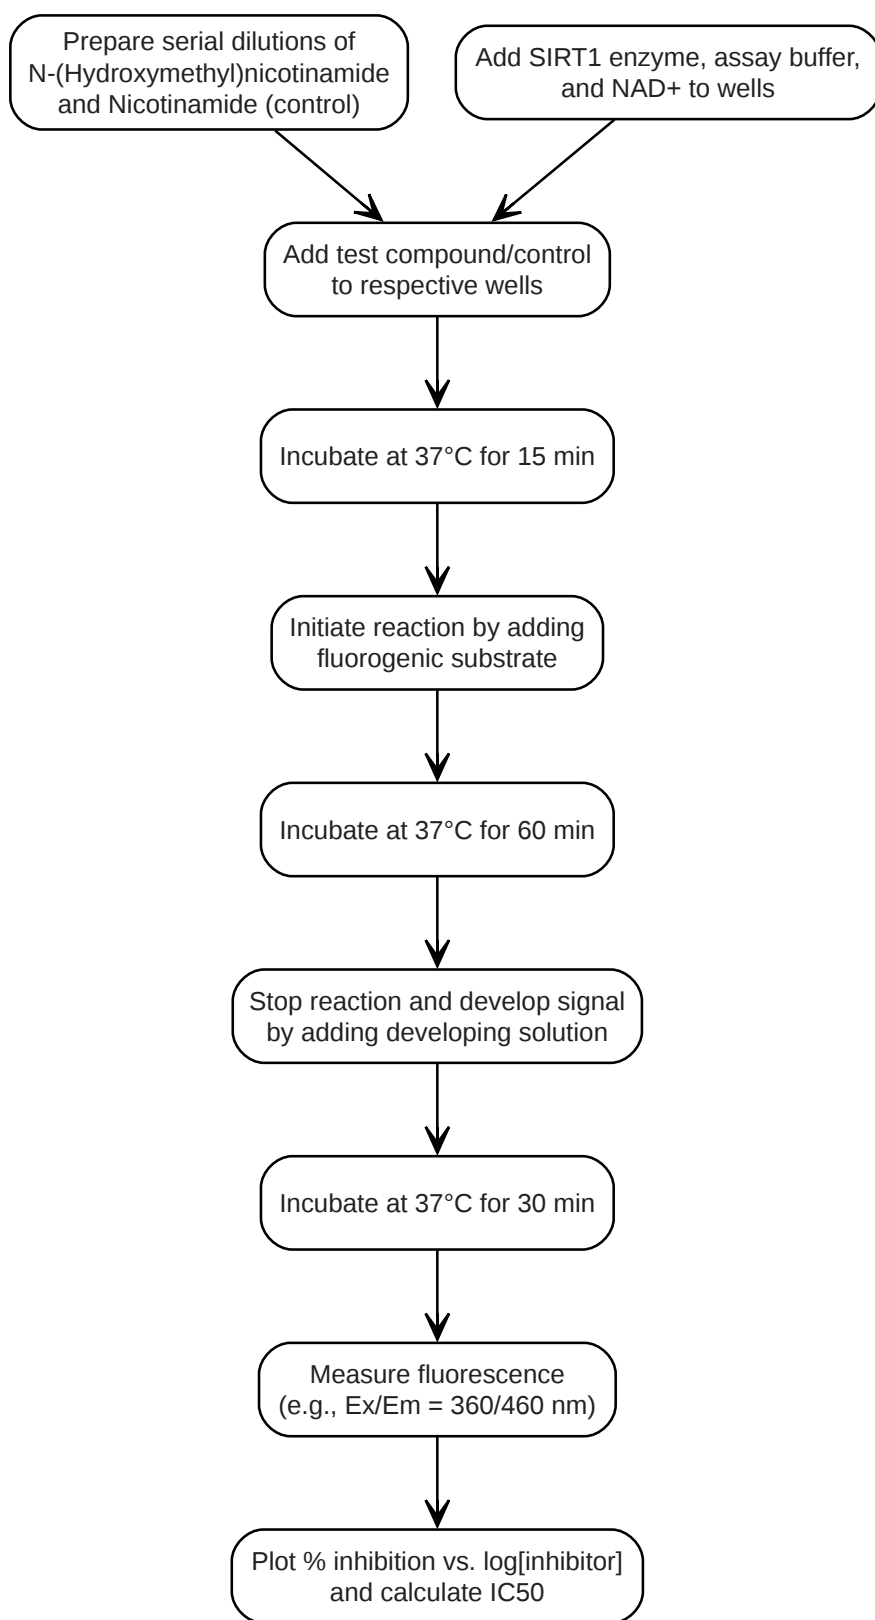 Prepare serial dilutions of
N-(Hydroxymethyl)nicotinamide
and Nicotinamide (control)
Add SIRT1 enzyme, assay buffer,
and NAD+ to wells
Add test compound/control
to respective wells
Incubate at 37°C for 15 min
Initiate reaction by adding
fluorogenic substrate
Incubate at 37°C for 60 min
Stop reaction and develop signal
by adding developing solution
Incubate at 37°C for 30 min
Measure fluorescence
(e.g., Ex/Em = 360/460 nm)
Plot % inhibition vs. log[inhibitor]
and calculate IC50